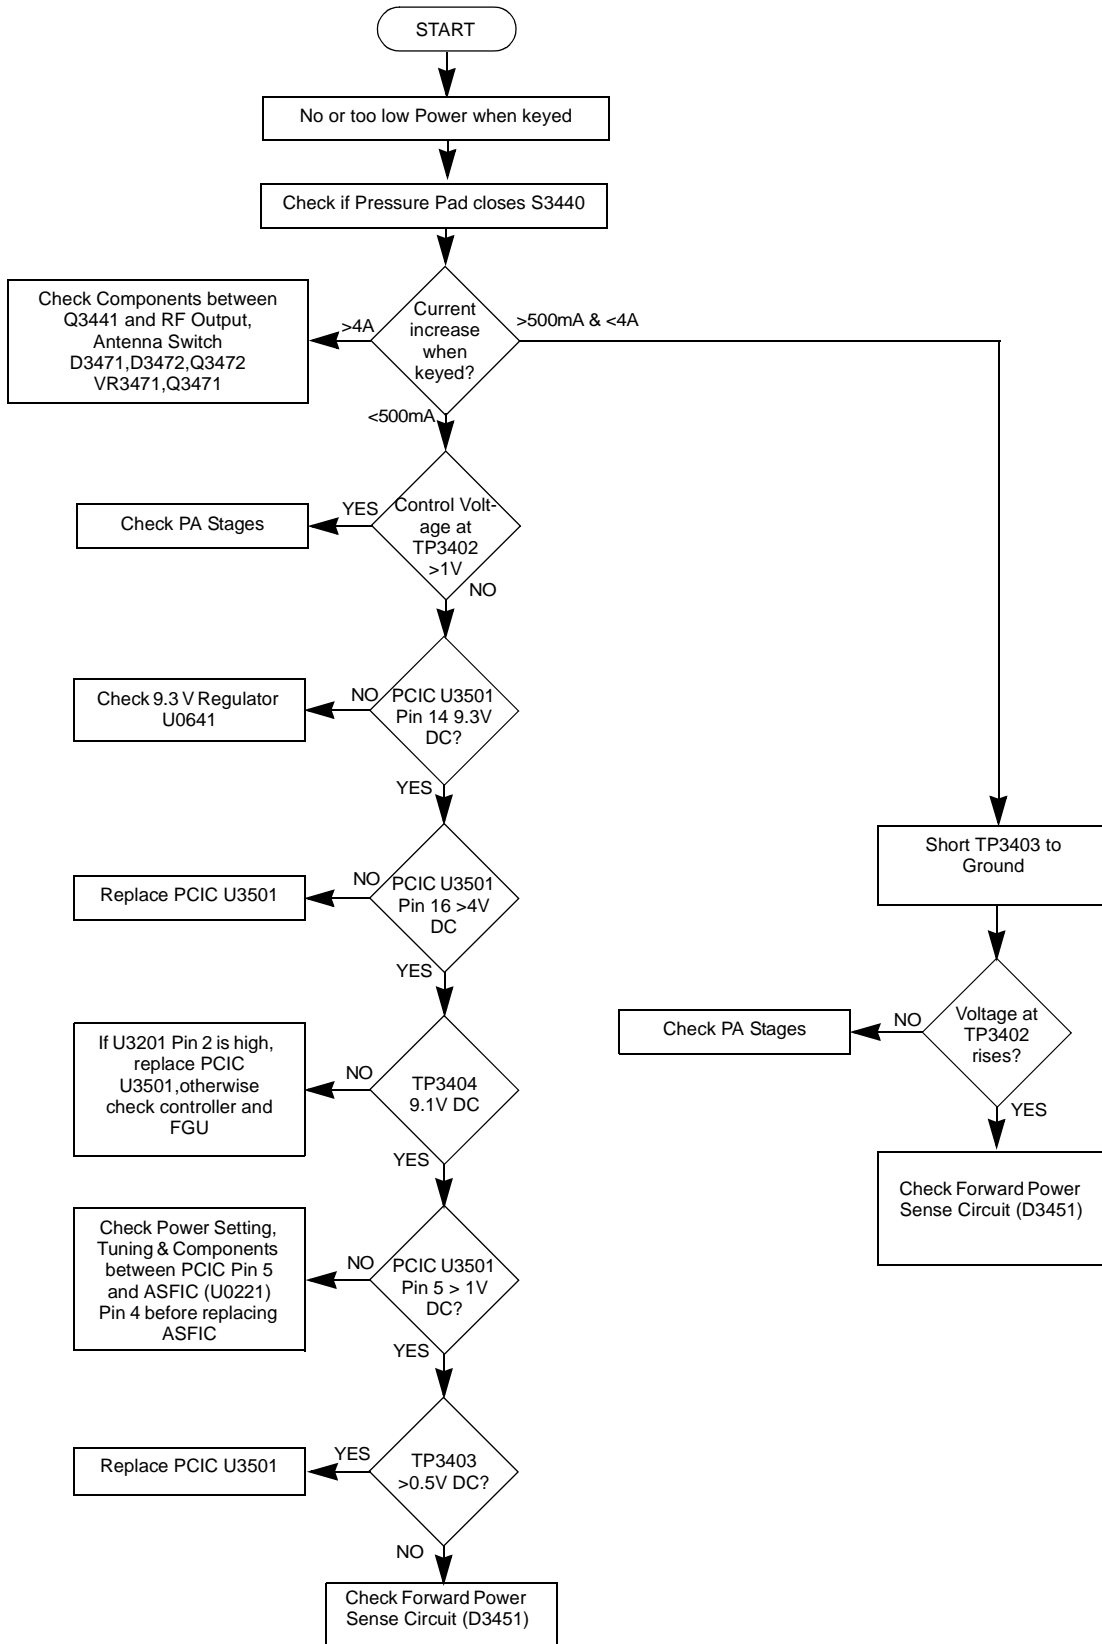 START
No or too low Power when keyed
Check if Pressure Pad closes S3440
Check Components between
Q3441 and RF Output,
Antenna Switch
D3471,D3472,Q3472
VR3471,Q3471
>4A
Current
increase
when
keyed?
>500mA & <4A
<500mA
Check PA Stages
YES
Control Volt-
age at
TP3402
>1V
NO
Check 9.3 V Regulator
U0641
NO
PCIC U3501
Pin 14 9.3V
DC?
YES
Replace PCIC U3501
NO
PCIC U3501
Pin 16 >4V
DC
YES
If U3201 Pin 2 is high,
replace PCIC
U3501,otherwise
check controller and
FGU
NO
TP3404
9.1V DC
YES
Check Power Setting,
Tuning & Components
between PCIC Pin 5
and ASFIC (U0221)
Pin 4 before replacing
ASFIC
NO
PCIC U3501
Pin 5 > 1V
DC?
YES
Replace PCIC U3501
YES
TP3403
>0.5V DC?
NO
Check Forward Power
Sense Circuit (D3451)
Short TP3403 to
Ground
Check PA Stages
NO
Voltage at
TP3402
rises?
YES
Check Forward Power
Sense Circuit (D3451)